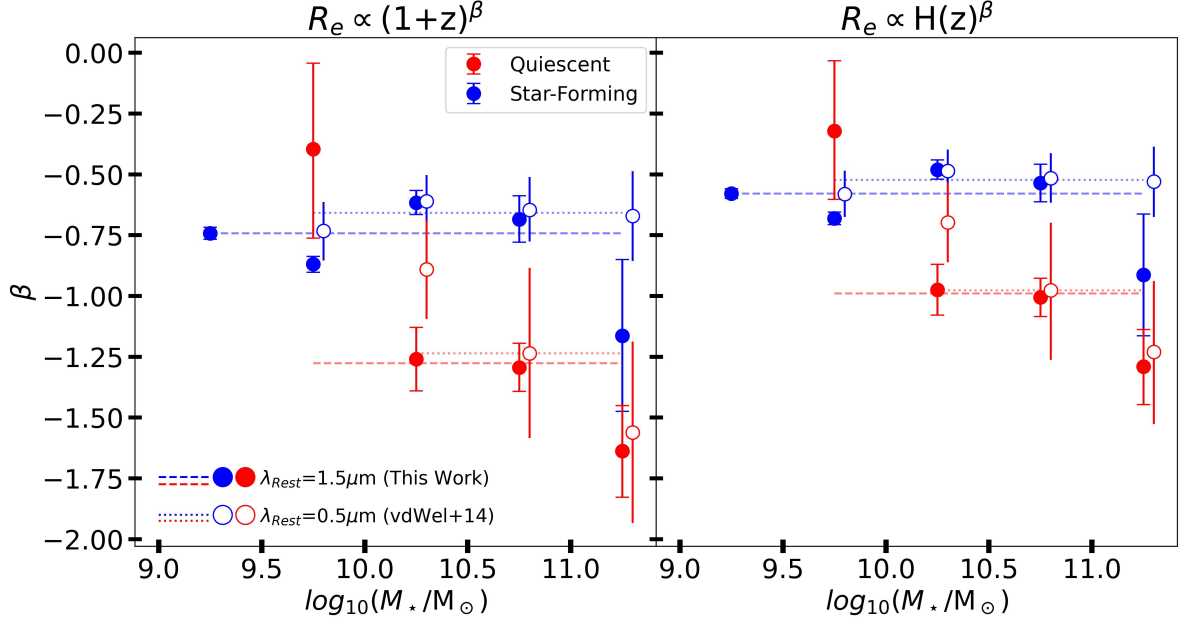 R_e ∝ (1+z)^β
R_e ∝ H(z)^β
Quiescent
Star-Forming
0.00
−0.25
−0.50
−0.75
−1.00
−1.25
−1.50
−1.75
−2.00
β
λ_Rest=1.5μm (This Work)
λ_Rest=0.5μm (vdWel+14)
9.0 9.5 10.0 10.5 11.0
9.0 9.5 10.0 10.5 11.0
log₁₀(M⋆/M⊙)
log₁₀(M⋆/M⊙)